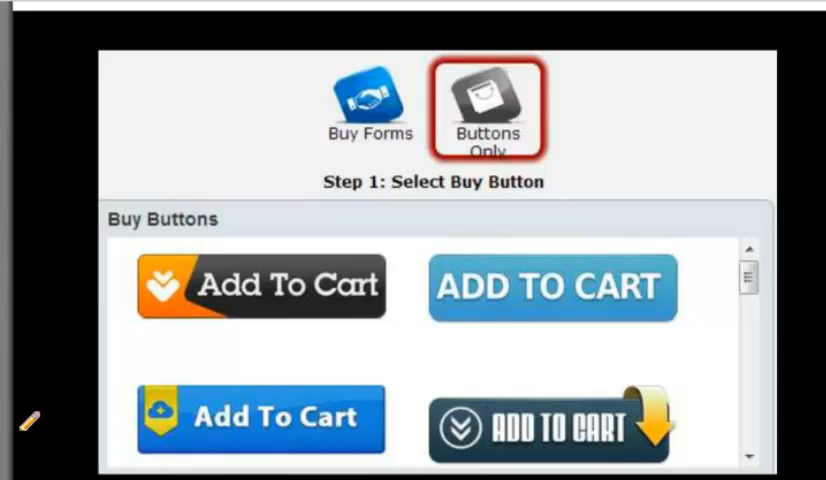 Buy Forms
Buttons
Only
Step 1: Select Buy Button
Buy Buttons
Add To Cart
ADD TO CART
Add To Cart
ADD TO CART